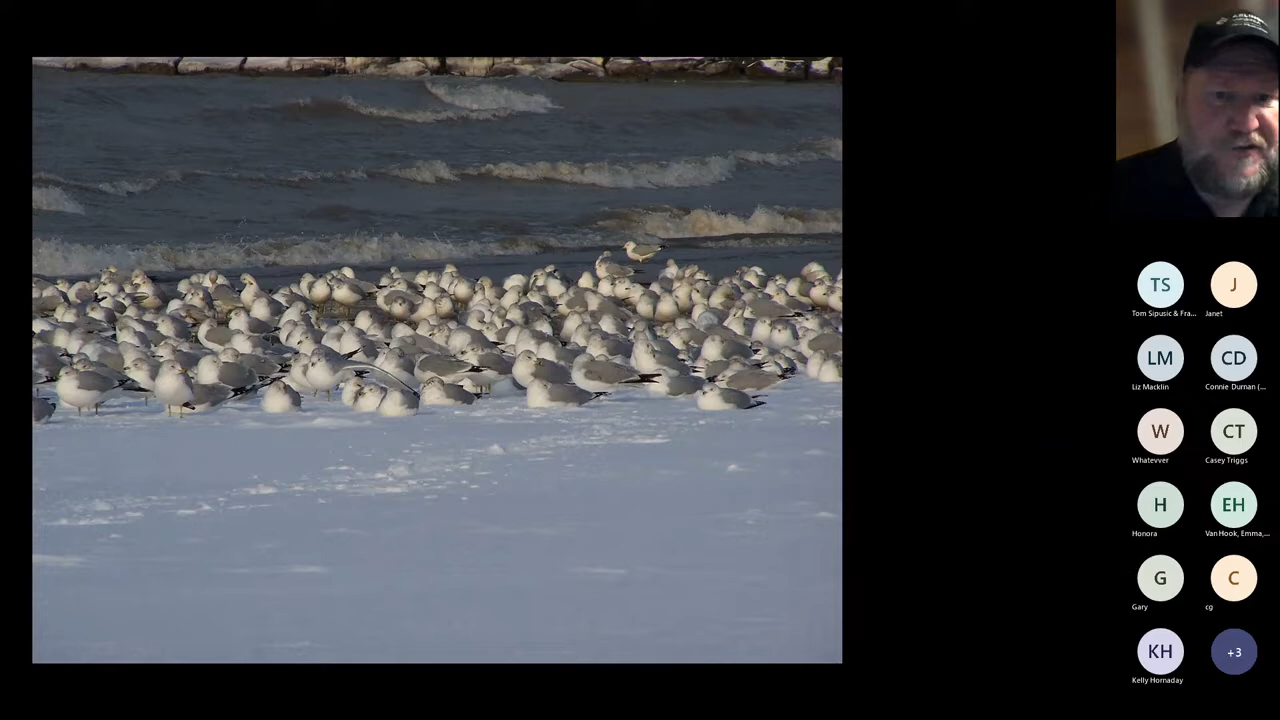 TS
J
Tom Sipusic & Fra...
Janet
LM
CD
Liz Macklin
Connie Durnan (...
W
CT
Whatevver
Casey Triggs
H
EH
Honora
Van Hook, Emma,...
G
C
Gary
cg
KH
+3
Kelly Hornaday